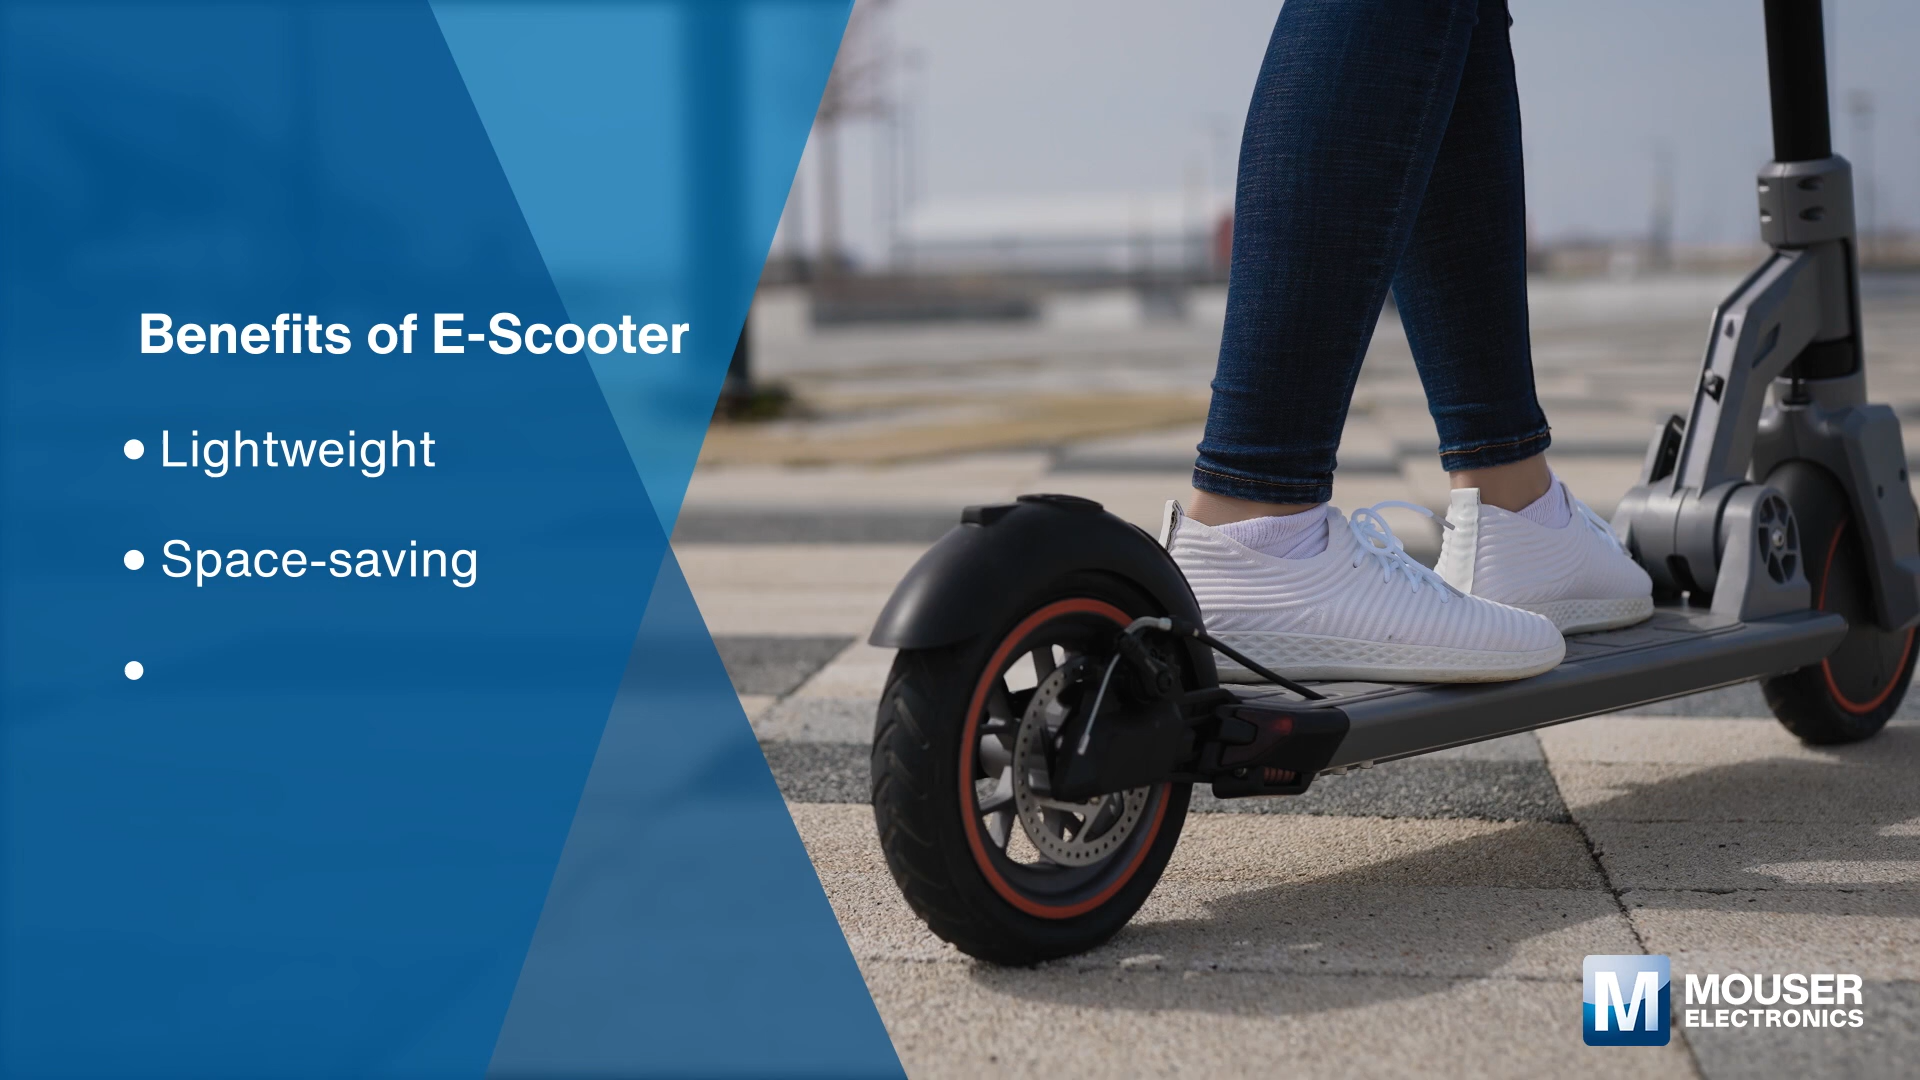 Benefits of E-Scooter
• Lightweight
• Space-saving
•
M MOUSER
ELECTRONICS